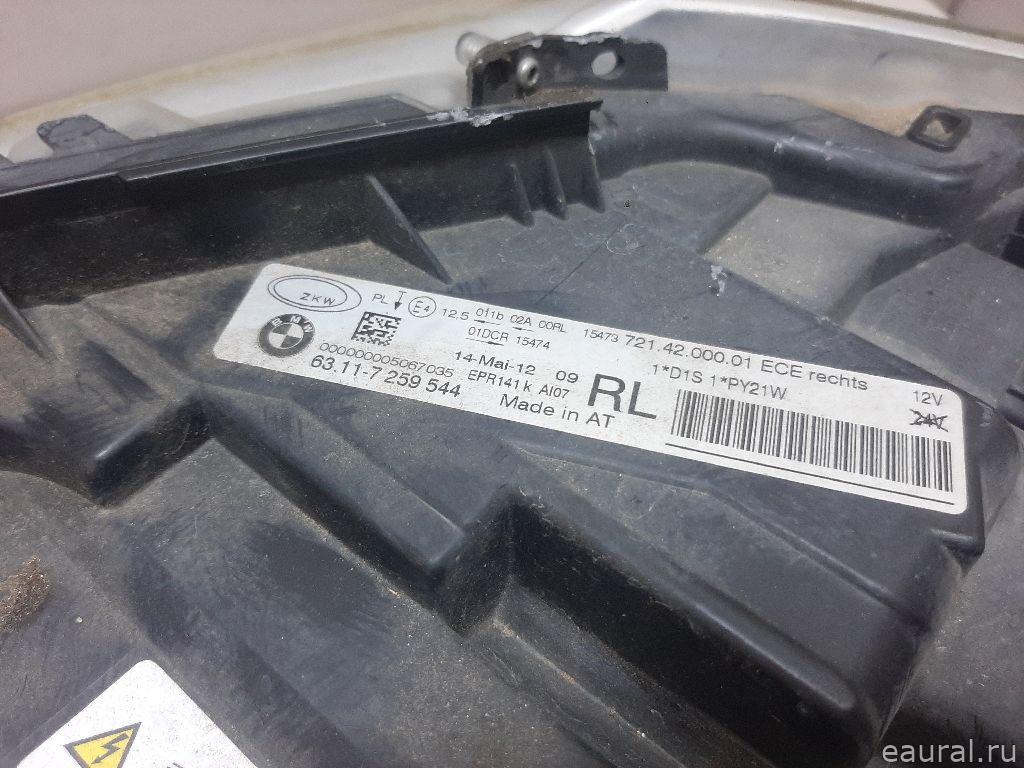 ZKW
PL E4 12.5 011b 02A 00RL 15473 721.42.000.01 ECE rechts 12V
01DCR 15474 1*D1S 1*PY21W 24V
BMW 14-Mai-12 09 RL
000000005067035 EPR141k AI07
63.11-7 259 544 Made in AT
eaural.ru